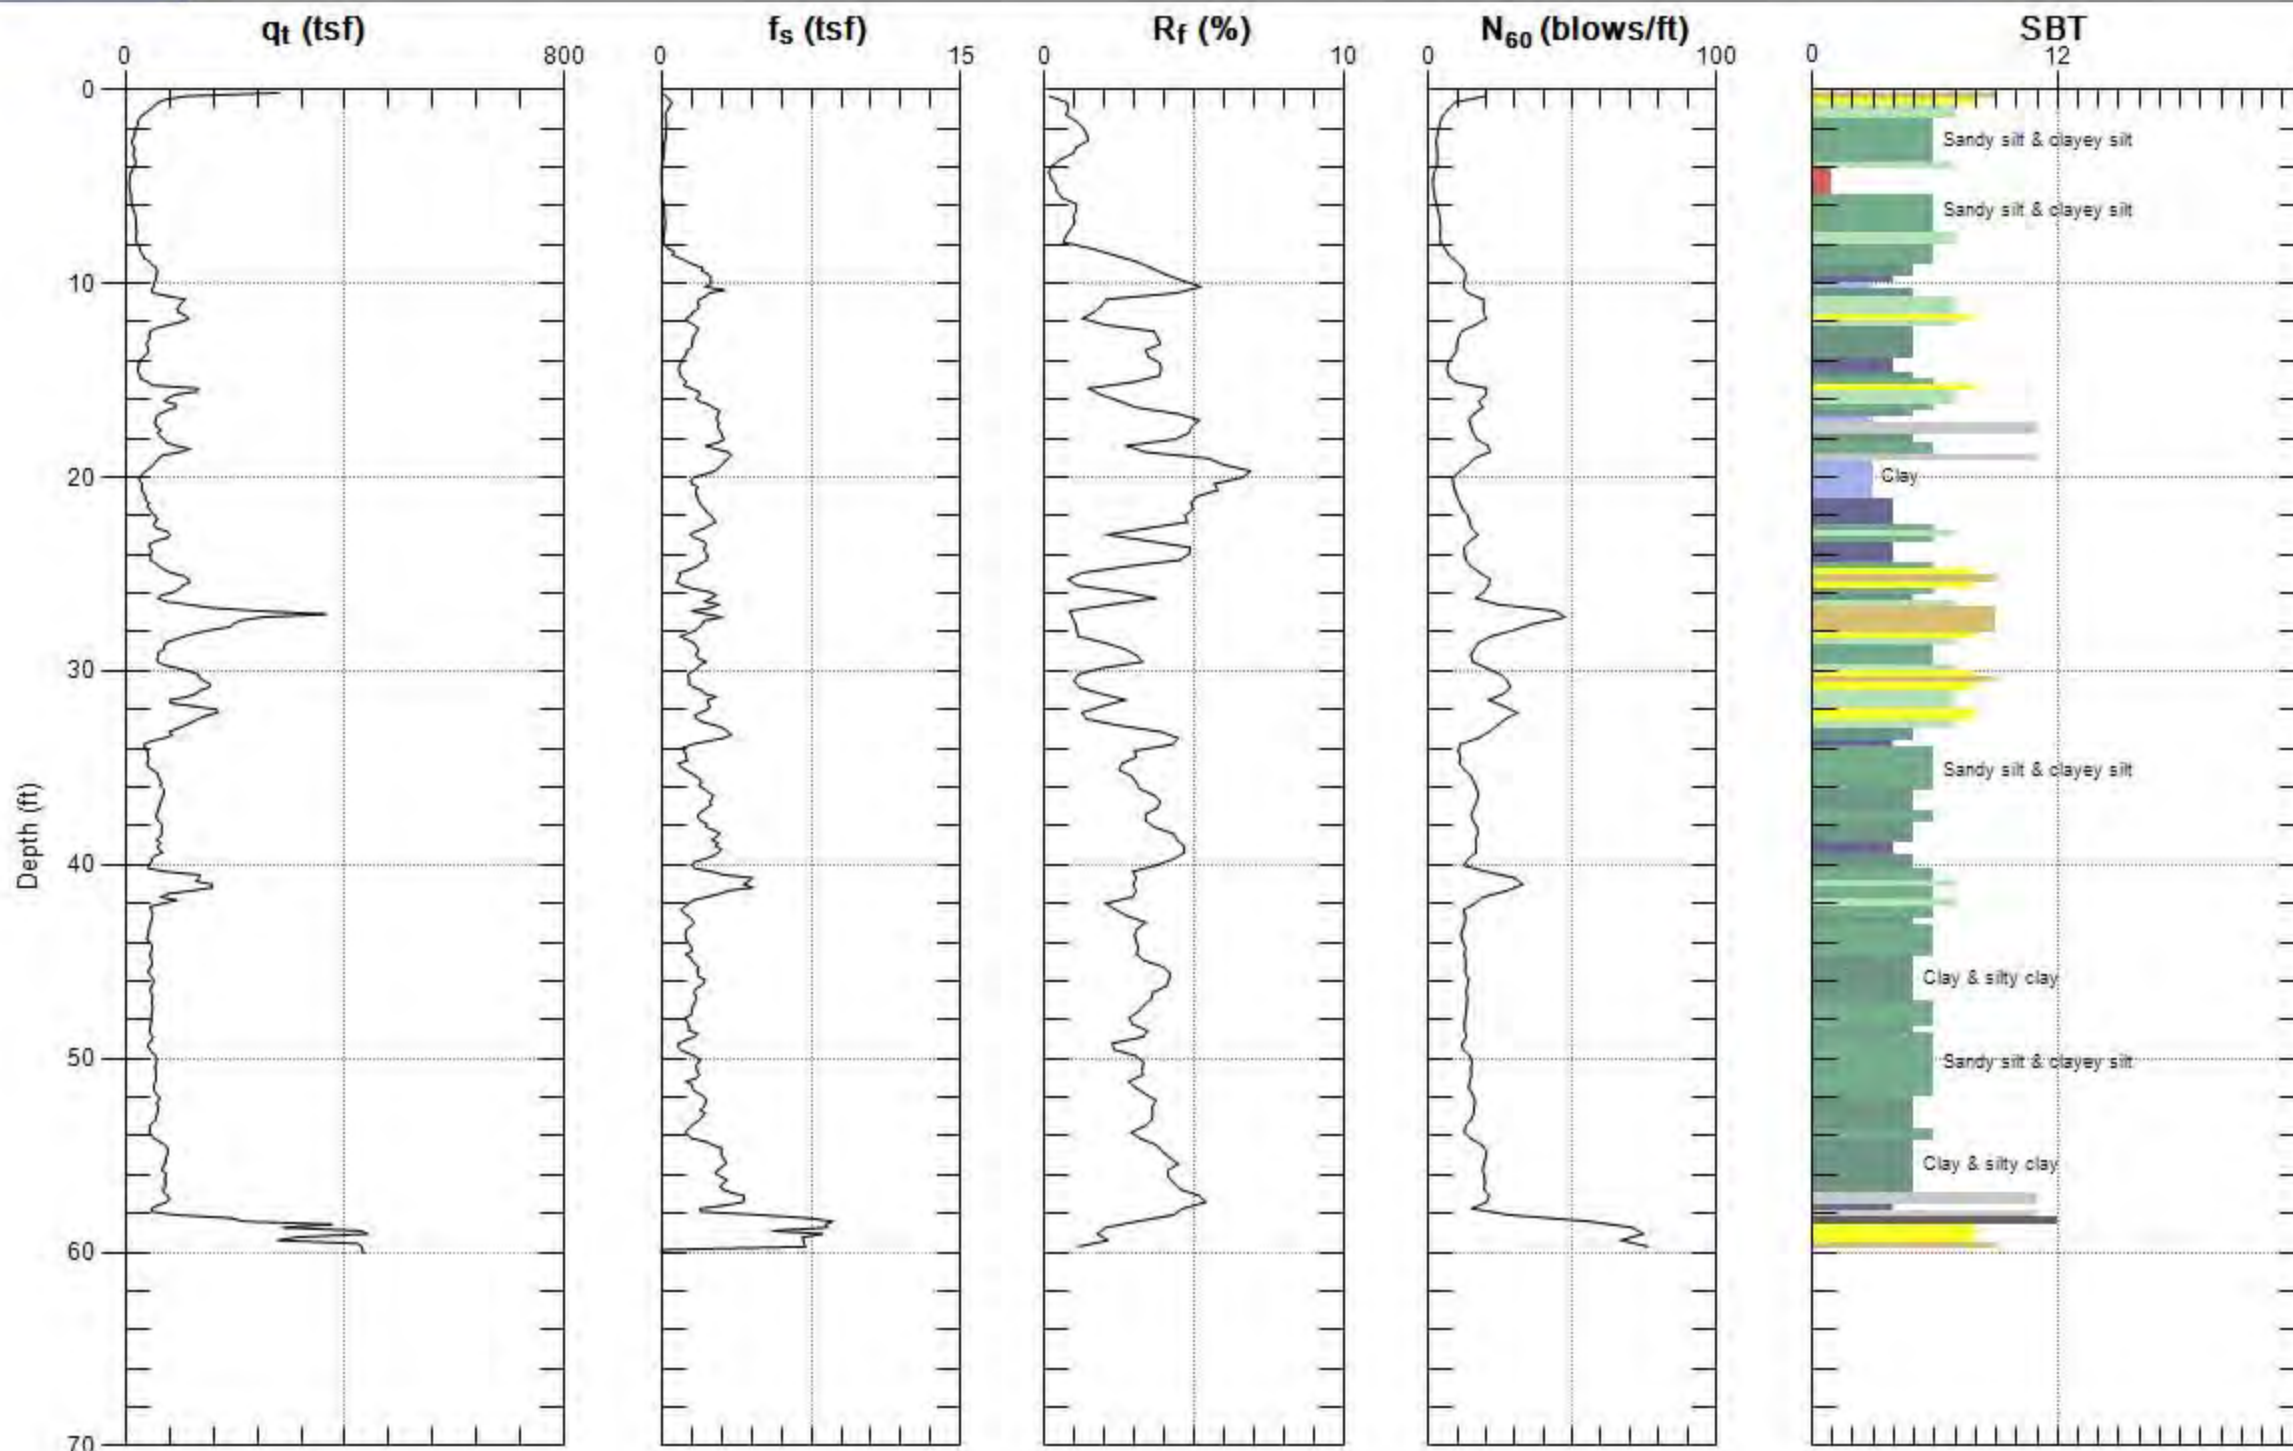 qt (tsf) fs (tsf) Rf (%) N60 (blows/ft) SBT
0 800 0 15 0 10 0 100 0 12
0
Sandy silt & clayey silt
Sandy silt & clayey silt
10
20
Clay
30
Sandy silt & clayey silt
Depth (ft)
40
Clay & silty clay
50
Sandy silt & clayey silt
Clay & silty clay
60
70